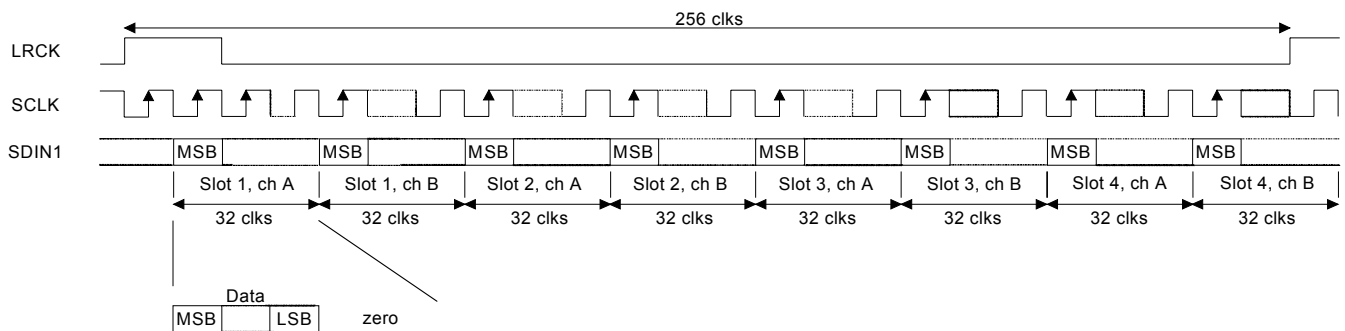 256 clks
LRCK
SCLK
SDIN1
MSB MSB MSB MSB MSB MSB MSB MSB
Slot 1, ch A Slot 1, ch B Slot 2, ch A Slot 2, ch B Slot 3, ch A Slot 3, ch B Slot 4, ch A Slot 4, ch B
32 clks 32 clks 32 clks 32 clks 32 clks 32 clks 32 clks 32 clks
Data
MSB LSB zero